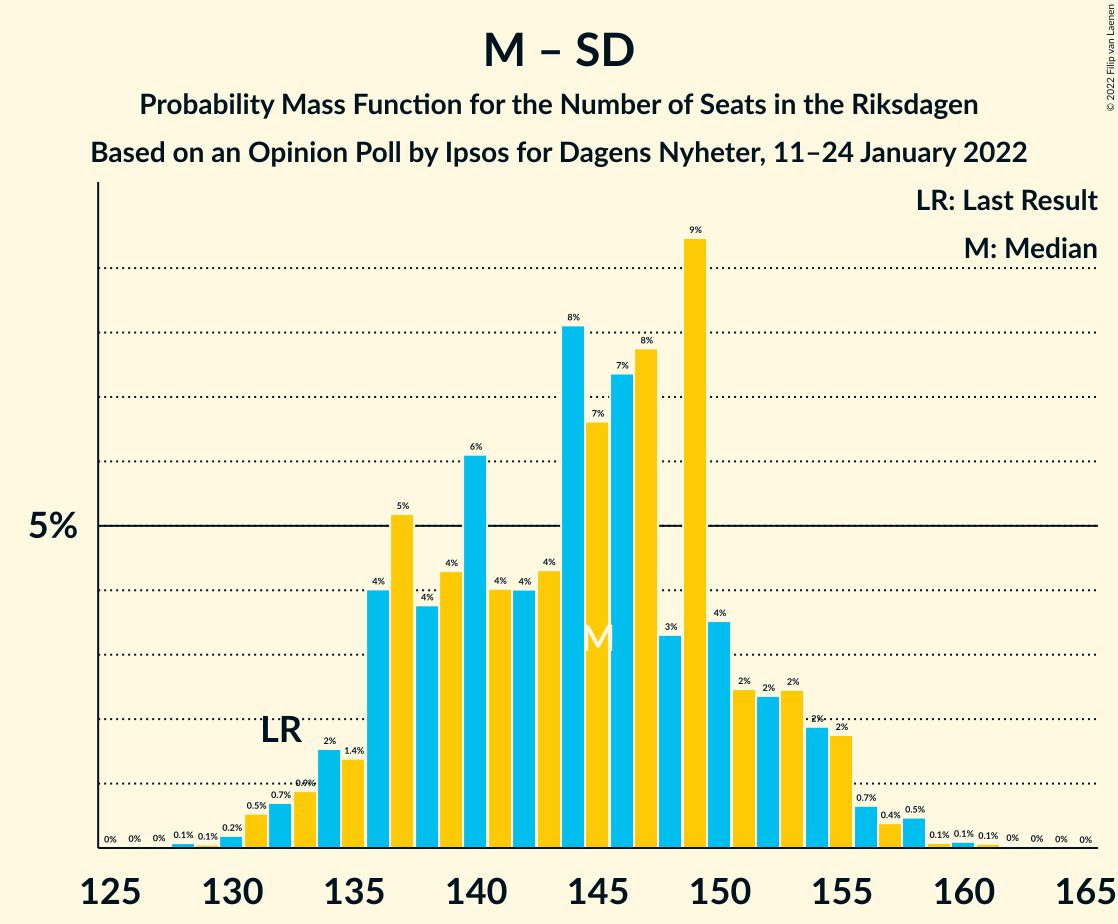 M – SD
Probability Mass Function for the Number of Seats in the Riksdagen
Based on an Opinion Poll by Ipsos for Dagens Nyheter, 11–24 January 2022
© 2022 Filip van Laenen
LR: Last Result
M: Median
5%
0% 0% 0% 0.1% 0.1% 0.2% 0.5% 0.7% 0.9% 2% 1.4% 4% 5% 4% 4% 6% 4% 4% 4% 8% 7% 7% 8% 3% 9% 4% 2% 2% 2% 2% 2% 0.7% 0.4% 0.5% 0.1% 0.1% 0.1% 0% 0% 0% 0%
M
LR
125 130 135 140 145 150 155 160 165